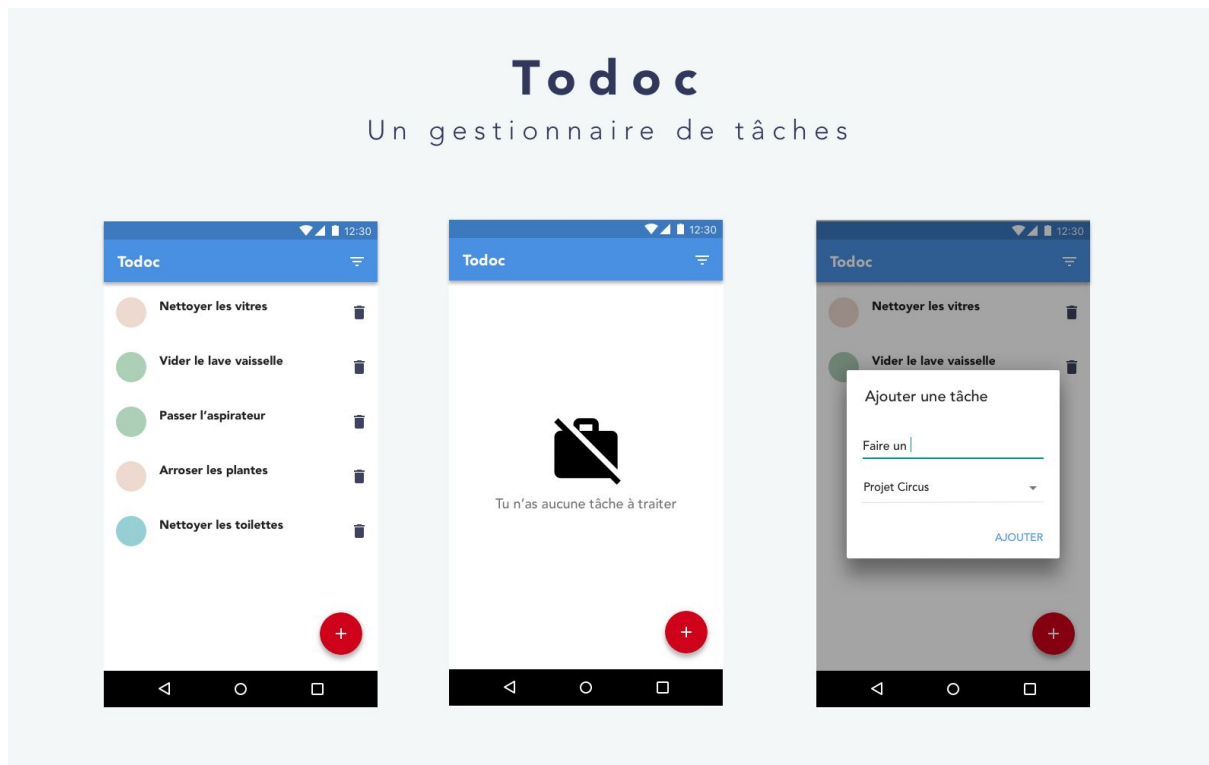 Todoc
Un gestionnaire de tâches
12:30
Todoc
Nettoyer les vitres
Vider le lave vaisselle
Passer l’aspirateur
Arroser les plantes
Nettoyer les toilettes
+
12:30
Todoc
Tu n’as aucune tâche à traiter
+
12:30
Todoc
Nettoyer les vitres
Vider le lave vaisselle
Ajouter une tâche
Faire un
Projet Circus
AJOUTER
+